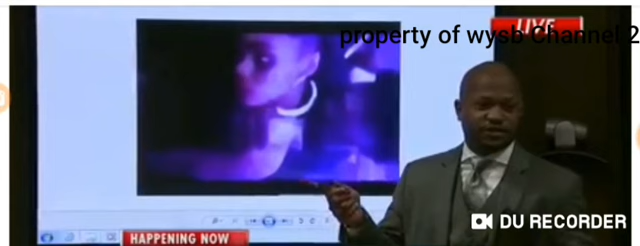 LIVE
property of wysb Channel 2
DU RECORDER
HAPPENING NOW